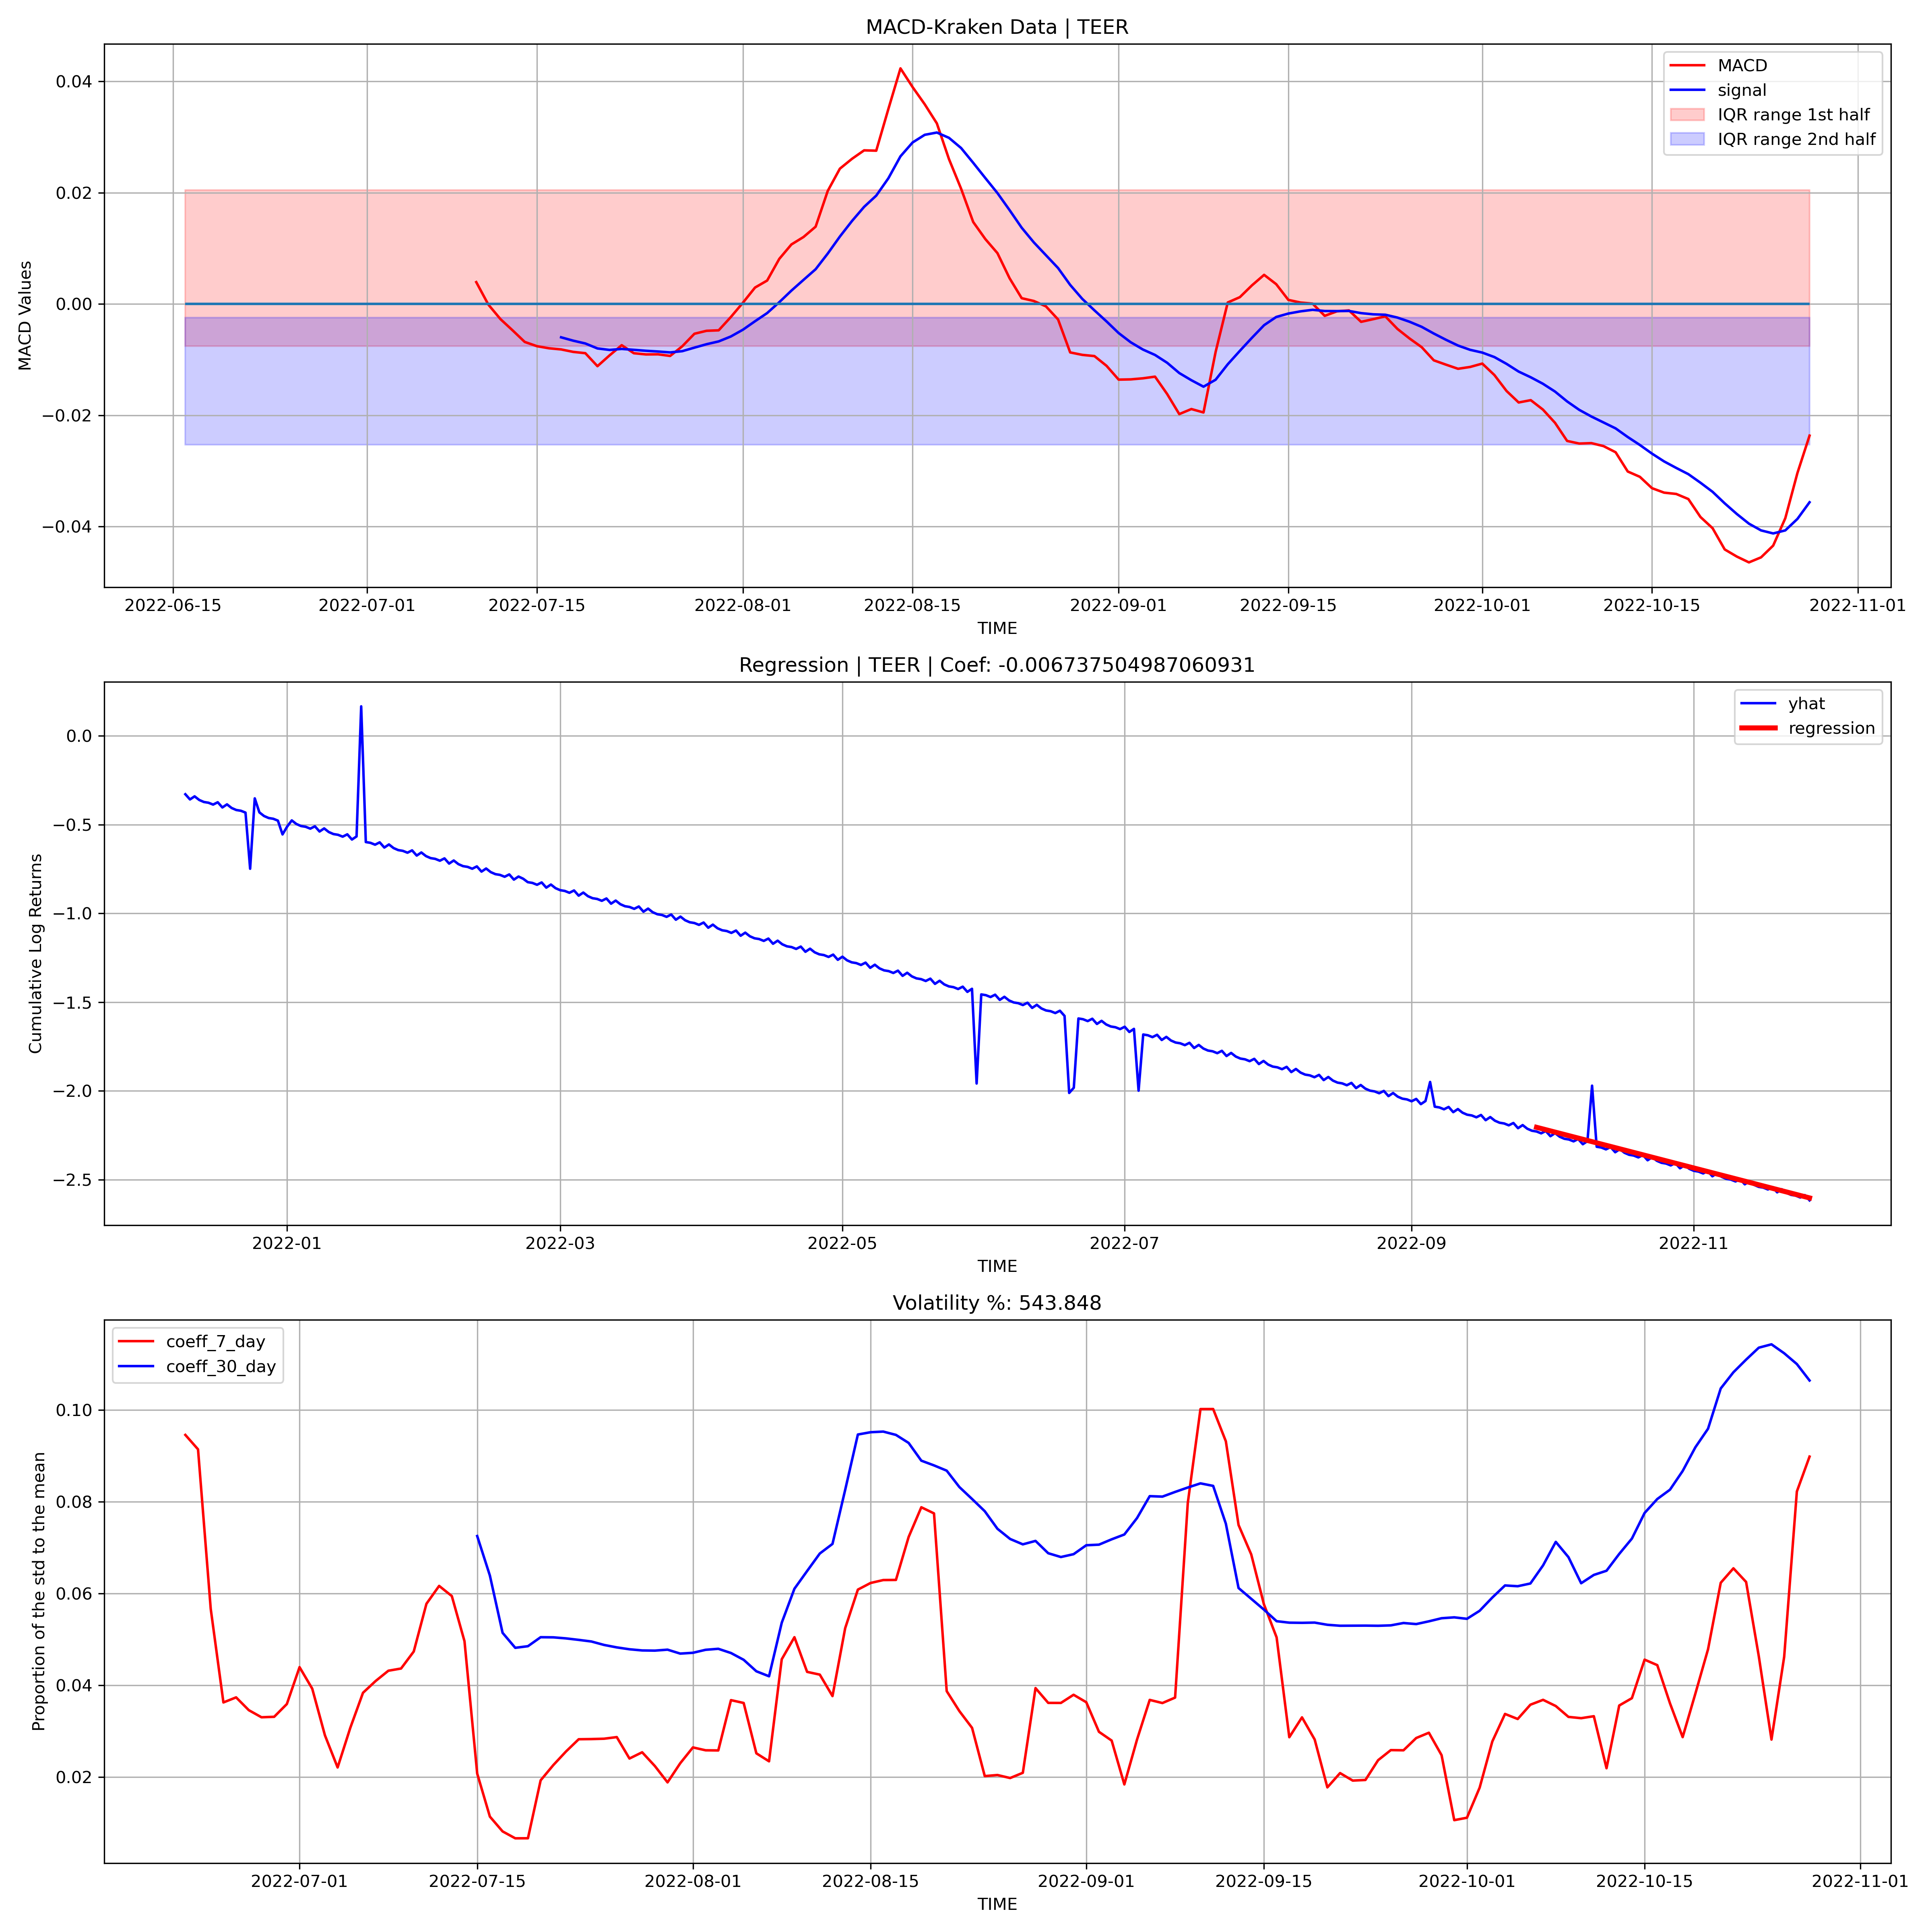 MACD-Kraken Data | TEER
MACD Values
0.04
0.02
0.00
−0.02
−0.04
MACD
signal
IQR range 1st half
IQR range 2nd half
2022-06-15 2022-07-01 2022-07-15 2022-08-01 2022-08-15 2022-09-01 2022-09-15 2022-10-01 2022-10-15 2022-11-01
TIME
Regression | TEER | Coef: -0.006737504987060931
Cumulative Log Returns
0.0
−0.5
−1.0
−1.5
−2.0
−2.5
yhat
regression
2022-01 2022-03 2022-05 2022-07 2022-09 2022-11
TIME
Volatility %: 543.848
Proportion of the std to the mean
coeff_7_day
coeff_30_day
0.10
0.08
0.06
0.04
0.02
2022-07-01 2022-07-15 2022-08-01 2022-08-15 2022-09-01 2022-09-15 2022-10-01 2022-10-15 2022-11-01
TIME